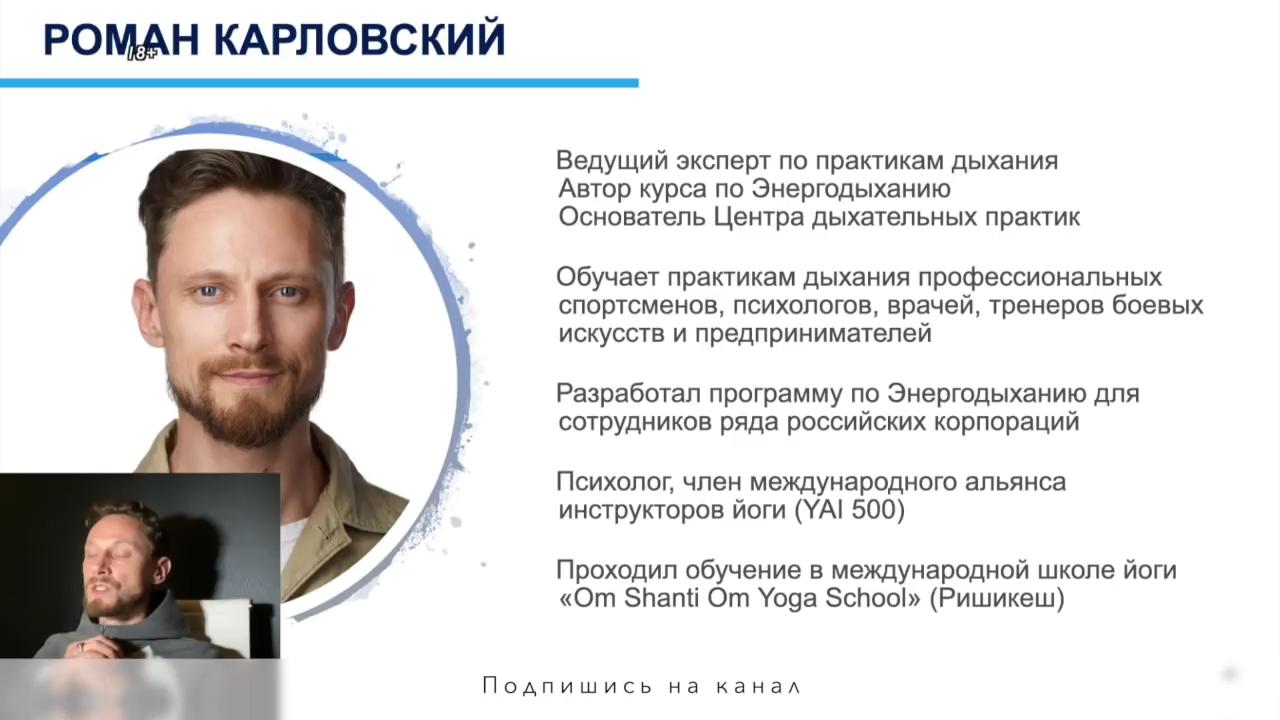 РОМАН КАРЛОВСКИЙ
18+
Ведущий эксперт по практикам дыхания
Автор курса по Энергодыханию
Основатель Центра дыхательных практик
Обучает практикам дыхания профессиональных
спортсменов, психологов, врачей, тренеров боевых
искусств и предпринимателей
Разработал программу по Энергодыханию для
сотрудников ряда российских корпораций
Психолог, член международного альянса
инструкторов йоги (YAI 500)
Проходил обучение в международной школе йоги
«Om Shanti Om Yoga School» (Ришикеш)
Подпишись на канал